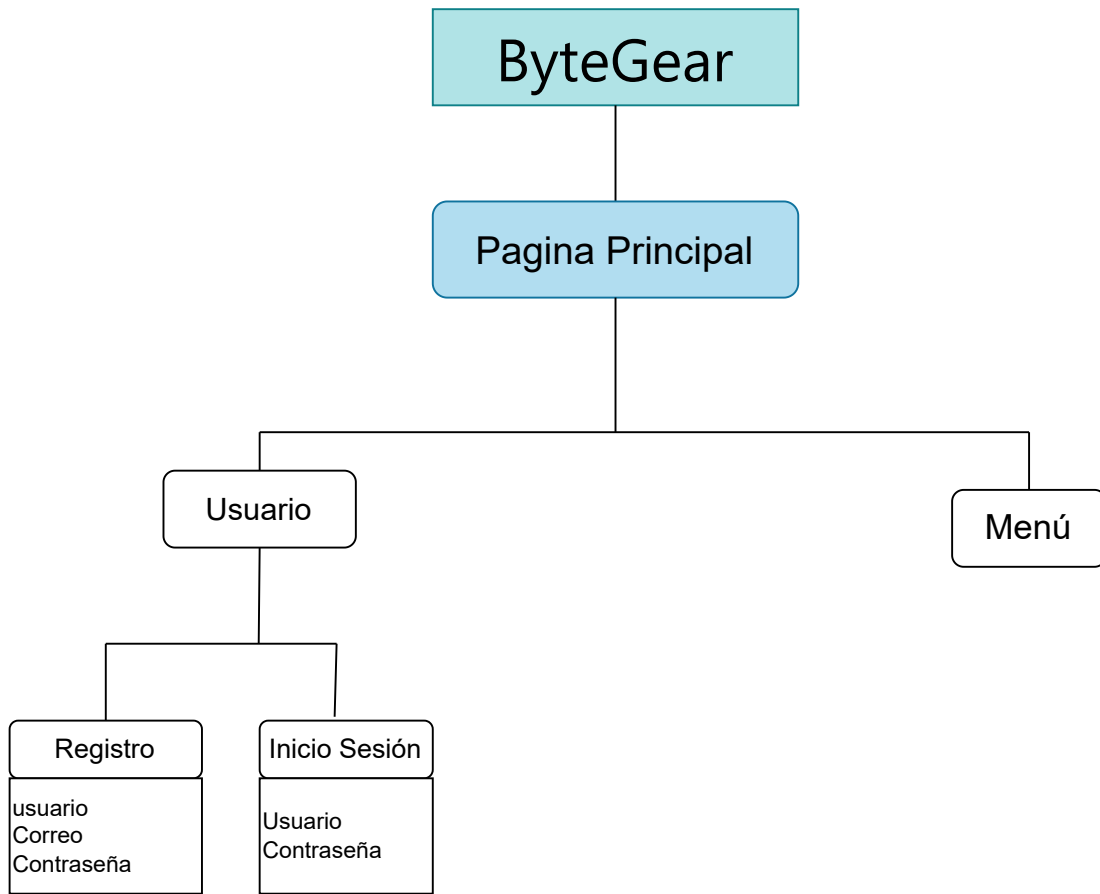 ByteGear
Pagina Principal
Usuario
Menú
Registro
Inicio Sesión
usuario
Correo
Contraseña
Usuario
Contraseña